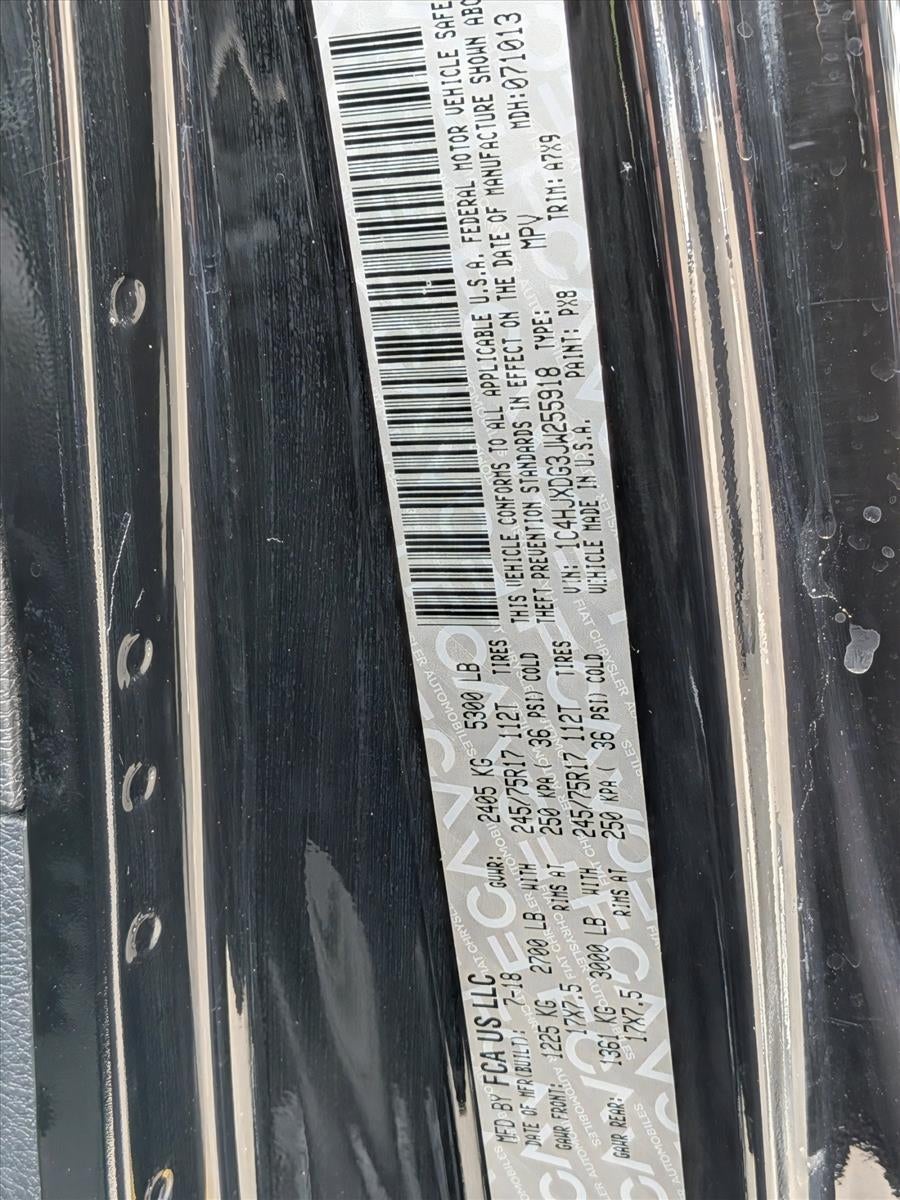 MFD BY FCA US LLC
DATE OF MFR(BUILD): 7-18 GVWR: 2405 KG 5300 LB
GAWR FRONT: 1225 KG 2700 LB WITH 245/75R17 112T TIRES
17X7.5 RIMS AT 250 KPA 36 PSI) COLD
GAWR REAR: 1361 KG 3000 LB WITH 245/75R17 112T TIRES
17X7.5 RIMS AT 250 KPA ( 36 PSI) COLD
THIS VEHICLE CONFORMS TO ALL APPLICABLE U.S.A. FEDERAL MOTOR VEHICLE SAFE
THEFT PREVENTION STANDARDS IN EFFECT ON THE DATE OF MANUFACTURE SHOWN ABO
MDH:071013
VIN: 1C4HJXDG3JW255918 TYPE: MPV
VEHICLE MADE IN U.S.A. PAINT: PX8 TRIM: A7X9